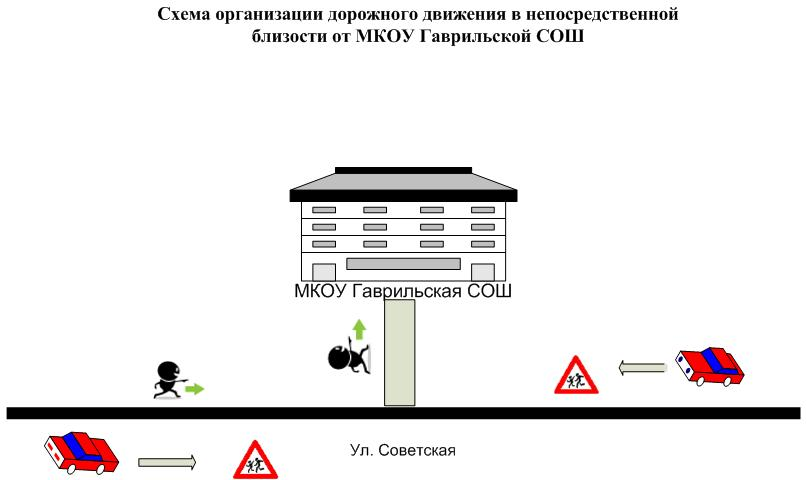 Схема организации дорожного движения в непосредственной
близости от МКОУ Гаврильской СОШ
МКОУ Гаврильская СОШ
Ул. Советская